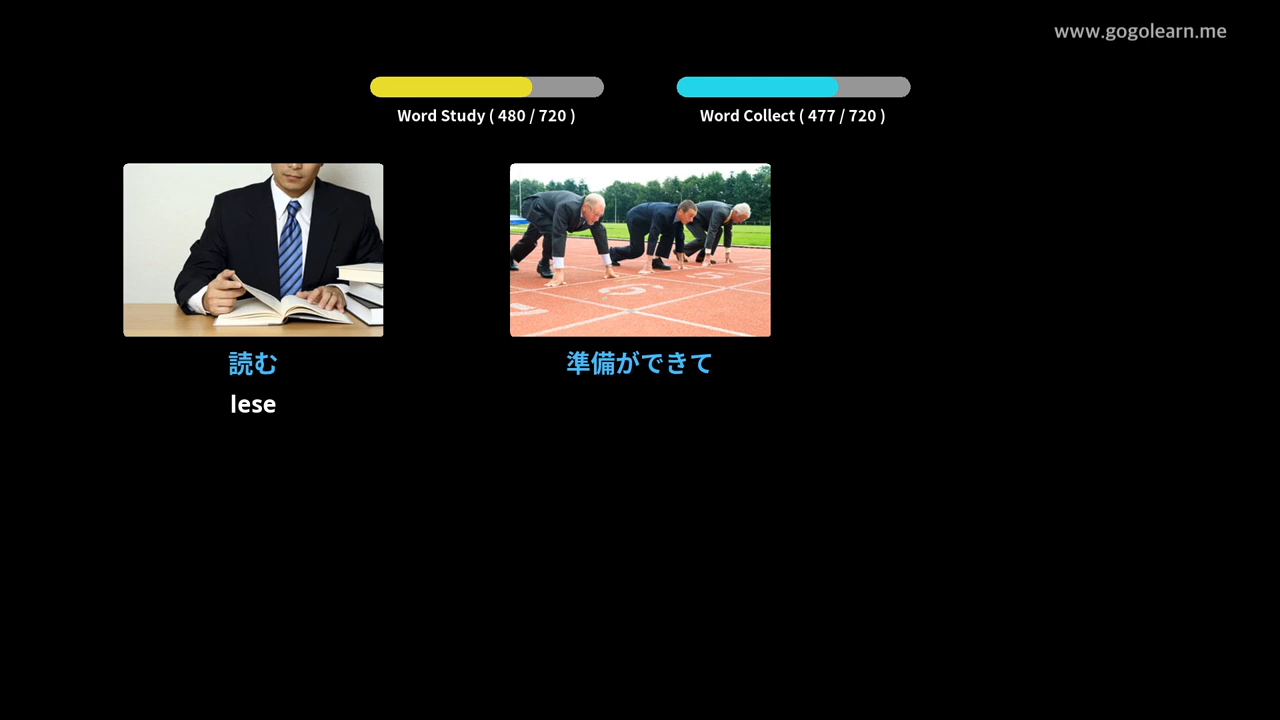 www.gogolearn.me
Word Study ( 480 / 720 )
Word Collect ( 477 / 720 )
読む
準備ができて
lese